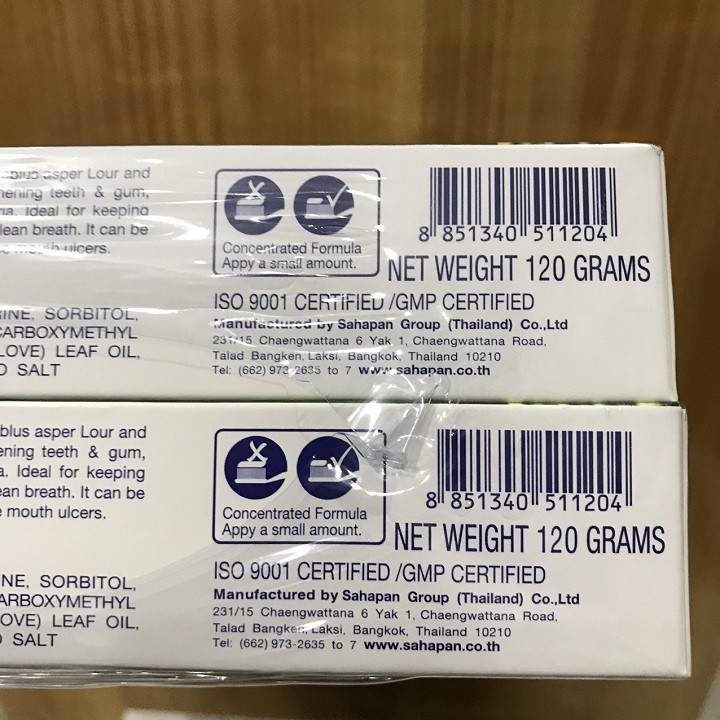 asper Lour and
ening teeth & gum,
ia. Ideal for keeping
lean breath. It can be
mouth ulcers.
INE, SORBITOL,
CARBOXYMETHYL
LOVE) LEAF OIL,
SALT
Concentrated Formula
Appy a small amount.
8 851340 511204
NET WEIGHT 120 GRAMS
ISO 9001 CERTIFIED /GMP CERTIFIED
Manufactured by Sahapan Group (Thailand) Co.,Ltd
231/15 Chaengwattana 6 Yak 1, Chaengwattana Road,
Talad Bangken, Laksi, Bangkok, Thailand 10210
Tel: (662) 973-2635 to 7 www.sahapan.co.th
blus asper Lour and
ening teeth & gum,
a. Ideal for keeping
ean breath. It can be
mouth ulcers.
NE, SORBITOL,
ARBOXYMETHYL
OVE) LEAF OIL,
SALT
Concentrated Formula
Appy a small amount.
8 851340 511204
NET WEIGHT 120 GRAMS
ISO 9001 CERTIFIED /GMP CERTIFIED
Manufactured by Sahapan Group (Thailand) Co.,Ltd
231/15 Chaengwattana 6 Yak 1, Chaengwattana Road,
Talad Bangken, Laksi, Bangkok, Thailand 10210
Tel: (662) 973-2635 to 7 www.sahapan.co.th